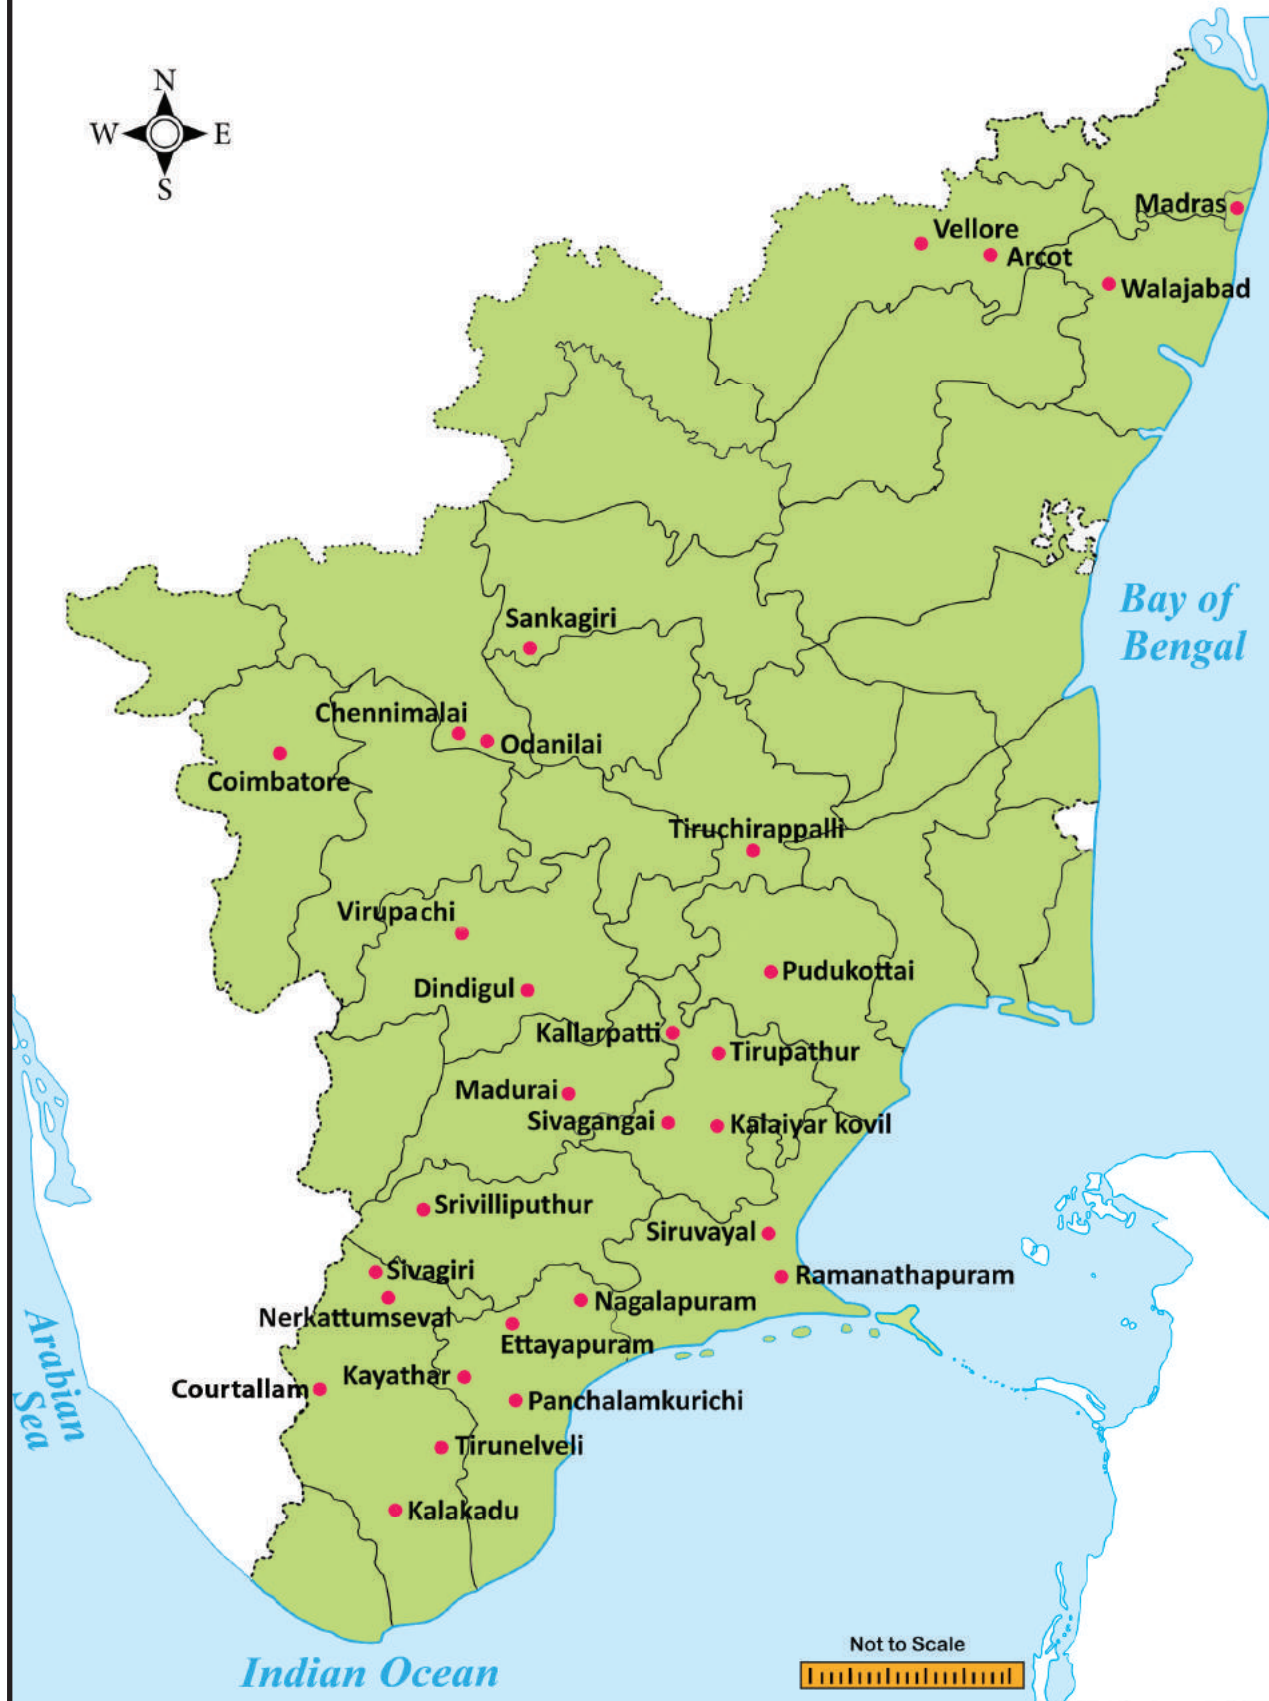 N
W E
S
Madras
Vellore
Arcot
Walajabad
Bay of
Bengal
Sankagiri
Chennimalai
Odanilai
Coimbatore
Tiruchirappalli
Virupachi
Pudukottai
Dindigul
Kallarpatti
Tirupathur
Madurai
Sivagangai
Kalaiyar kovil
Srivilliputhur
Siruvayal
Sivagiri
Ramanathapuram
Nagalapuram
Nerkattumseval
Ettayapuram
Arabian
Sea
Kayathar
Courtallam
Panchalamkurichi
Tirunelveli
Kalakadu
Not to Scale
Indian Ocean